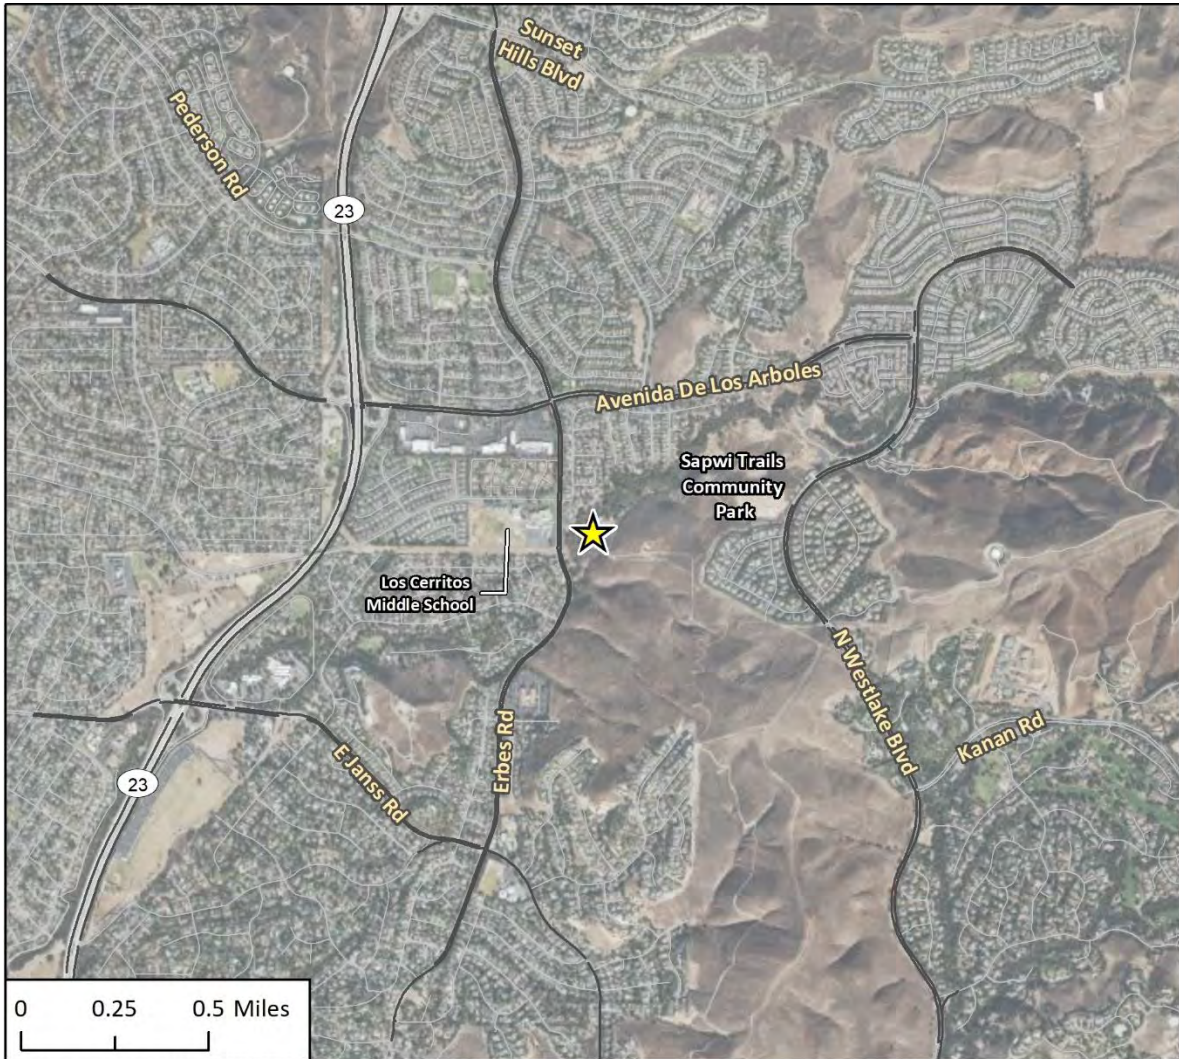 Sunset
Hills Blvd
Pederson Rd
23
Avenida De Los Arboles
Sapwi Trails
Community
Park
Los Cerritos
Middle School
N Westlake Blvd
Kanan Rd
Erbes Rd
E Janss Rd
23
0 0.25 0.5 Miles